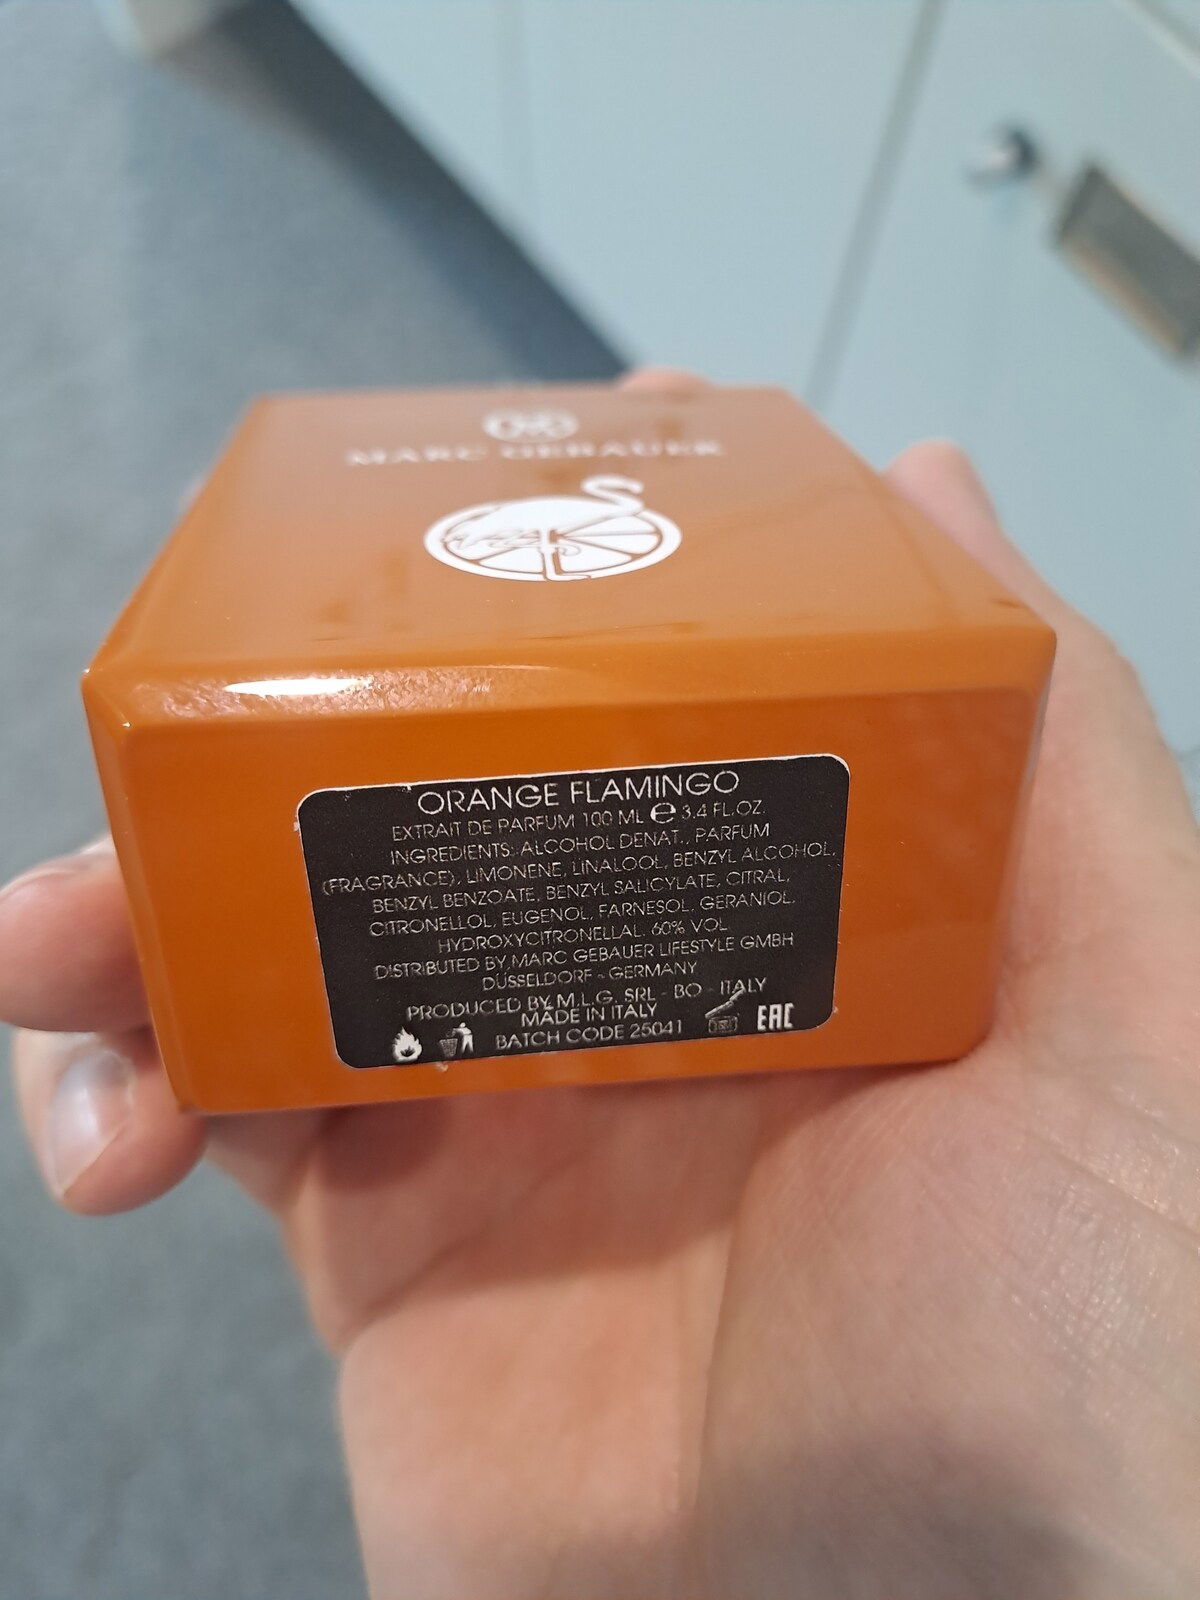 MARC GEBAUER
ORANGE FLAMINGO
EXTRAIT DE PARFUM 100 ML ℮ 3.4 FL.OZ.
INGREDIENTS: ALCOHOL DENAT., PARFUM
(FRAGRANCE), LIMONENE, LINALOOL, BENZYL ALCOHOL,
BENZYL BENZOATE, BENZYL SALICYLATE, CITRAL,
CITRONELLOL, EUGENOL, FARNESOL, GERANIOL,
HYDROXYCITRONELLAL. 60% VOL
DISTRIBUTED BY MARC GEBAUER LIFESTYLE GMBH
DÜSSELDORF - GERMANY
PRODUCED BY M.L.G. SRL - BO - ITALY
MADE IN ITALY
BATCH CODE 25041
EAC